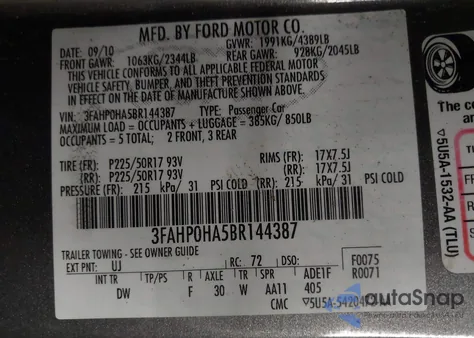 MFD. BY FORD MOTOR CO.
DATE: 09/10 GVWR: 1991KG/4389LB
FRONT GAWR: 1063KG/2344LB REAR GAWR: 928KG/2045LB
THIS VEHICLE CONFORMS TO ALL APPLICABLE FEDERAL MOTOR
VEHICLE SAFETY, BUMPER, AND THEFT PREVENTION STANDARDS IN
EFFECT ON THE DATE OF MANUFACTURE SHOWN ABOVE.
VIN: 3FAHP0HA5BR144387 TYPE: Passenger Car
MAXIMUM LOAD = OCCUPANTS + LUGGAGE = 385KG/850LB
OCCUPANTS = 5 TOTAL: 2 FRONT, 3 REAR
TIRE (FR): P225/50R17 93V RIMS (FR): 17X7.5J
(RR): P225/50R17 93V (RR): 17X7.5J
PRESSURE (FR): 215 kPa/ 31 PSI COLD (RR): 215 kPa/ 31 PSI COLD
3FAHP0HA5BR144387
TRAILER TOWING - SEE OWNER GUIDE
EXT PNT: UJ RC: 72 DSO: F0075
R0071
INT TR TP/PS R AXLE TR SPR ADE1F
DW F 30 W AA11 405
CMC
The co
an
5U5A-1532-AA (TLU)
autoSnap